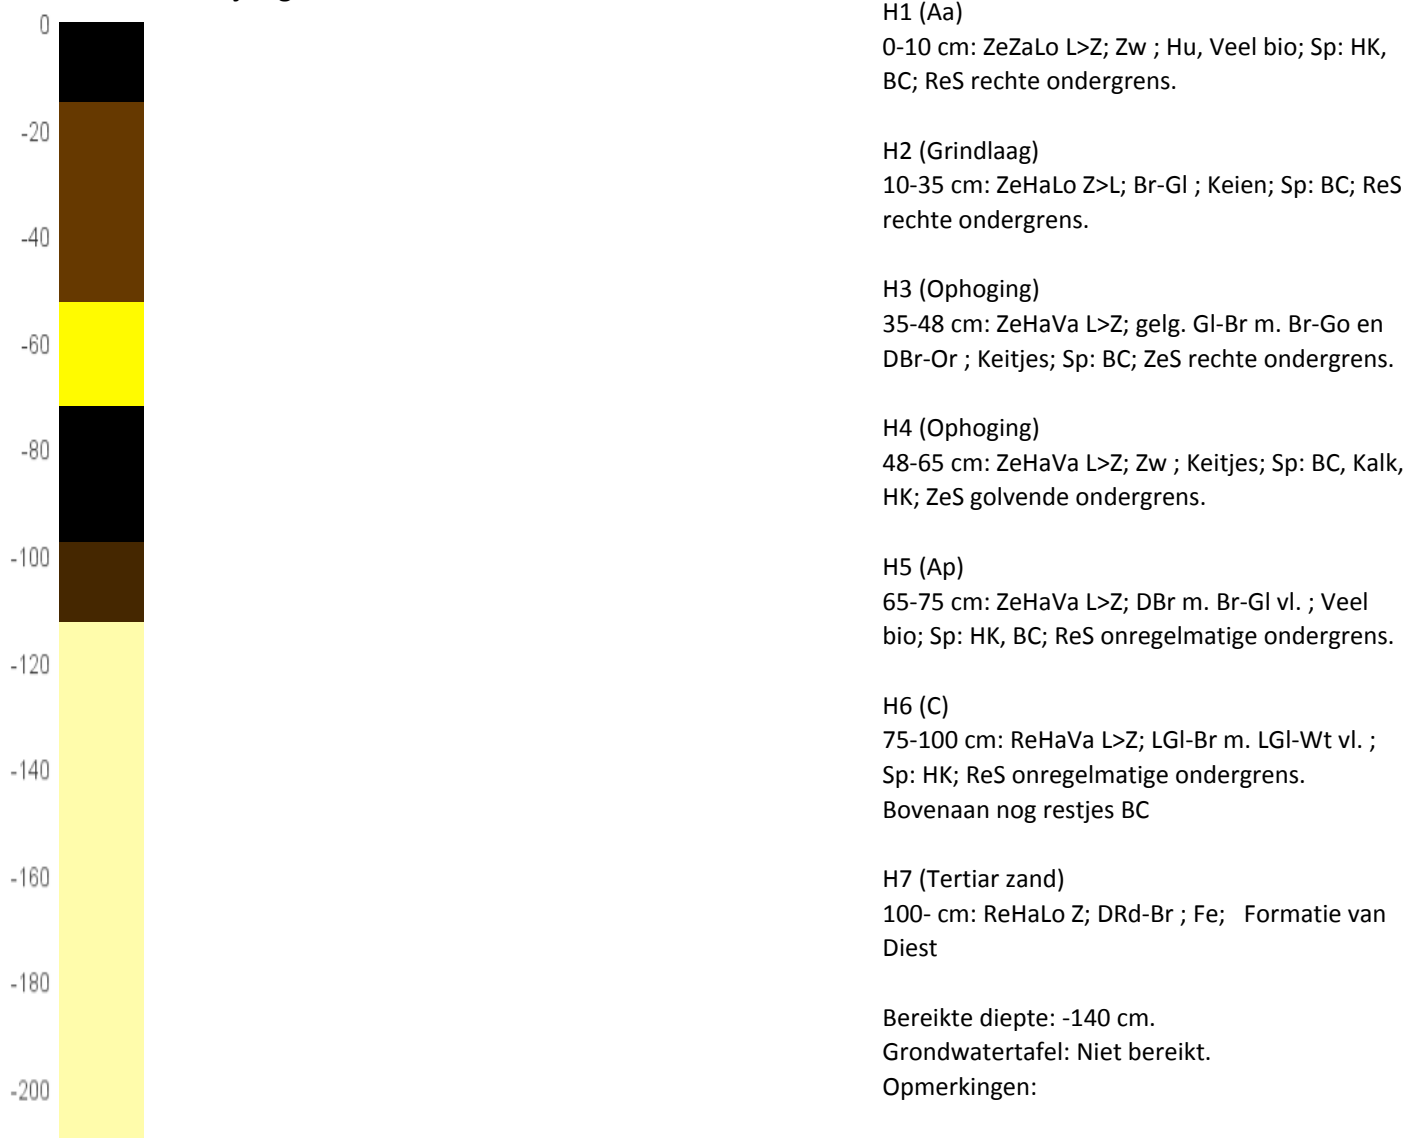 0
-20
-40
-60
-80
-100
-120
-140
-160
-180
-200
H1 (Aa)
0-10 cm: ZeZaLo L>Z; Zw ; Hu, Veel bio; Sp: HK,
BC; ReS rechte ondergrens.
H2 (Grindlaag)
10-35 cm: ZeHaLo Z>L; Br-Gl ; Keien; Sp: BC; ReS
rechte ondergrens.
H3 (Ophoging)
35-48 cm: ZeHaVa L>Z; gelg. Gl-Br m. Br-Go en
DBr-Or ; Keitjes; Sp: BC; ZeS rechte ondergrens.
H4 (Ophoging)
48-65 cm: ZeHaVa L>Z; Zw ; Keitjes; Sp: BC, Kalk,
HK; ZeS golvende ondergrens.
H5 (Ap)
65-75 cm: ZeHaVa L>Z; DBr m. Br-Gl vl. ; Veel
bio; Sp: HK, BC; ReS onregelmatige ondergrens.
H6 (C)
75-100 cm: ReHaVa L>Z; LGl-Br m. LGl-Wt vl. ;
Sp: HK; ReS onregelmatige ondergrens.
Bovenaan nog restjes BC
H7 (Tertiar zand)
100- cm: ReHaLo Z; DRd-Br ; Fe;   Formatie van
Diest
Bereikte diepte: -140 cm.
Grondwatertafel: Niet bereikt.
Opmerkingen: